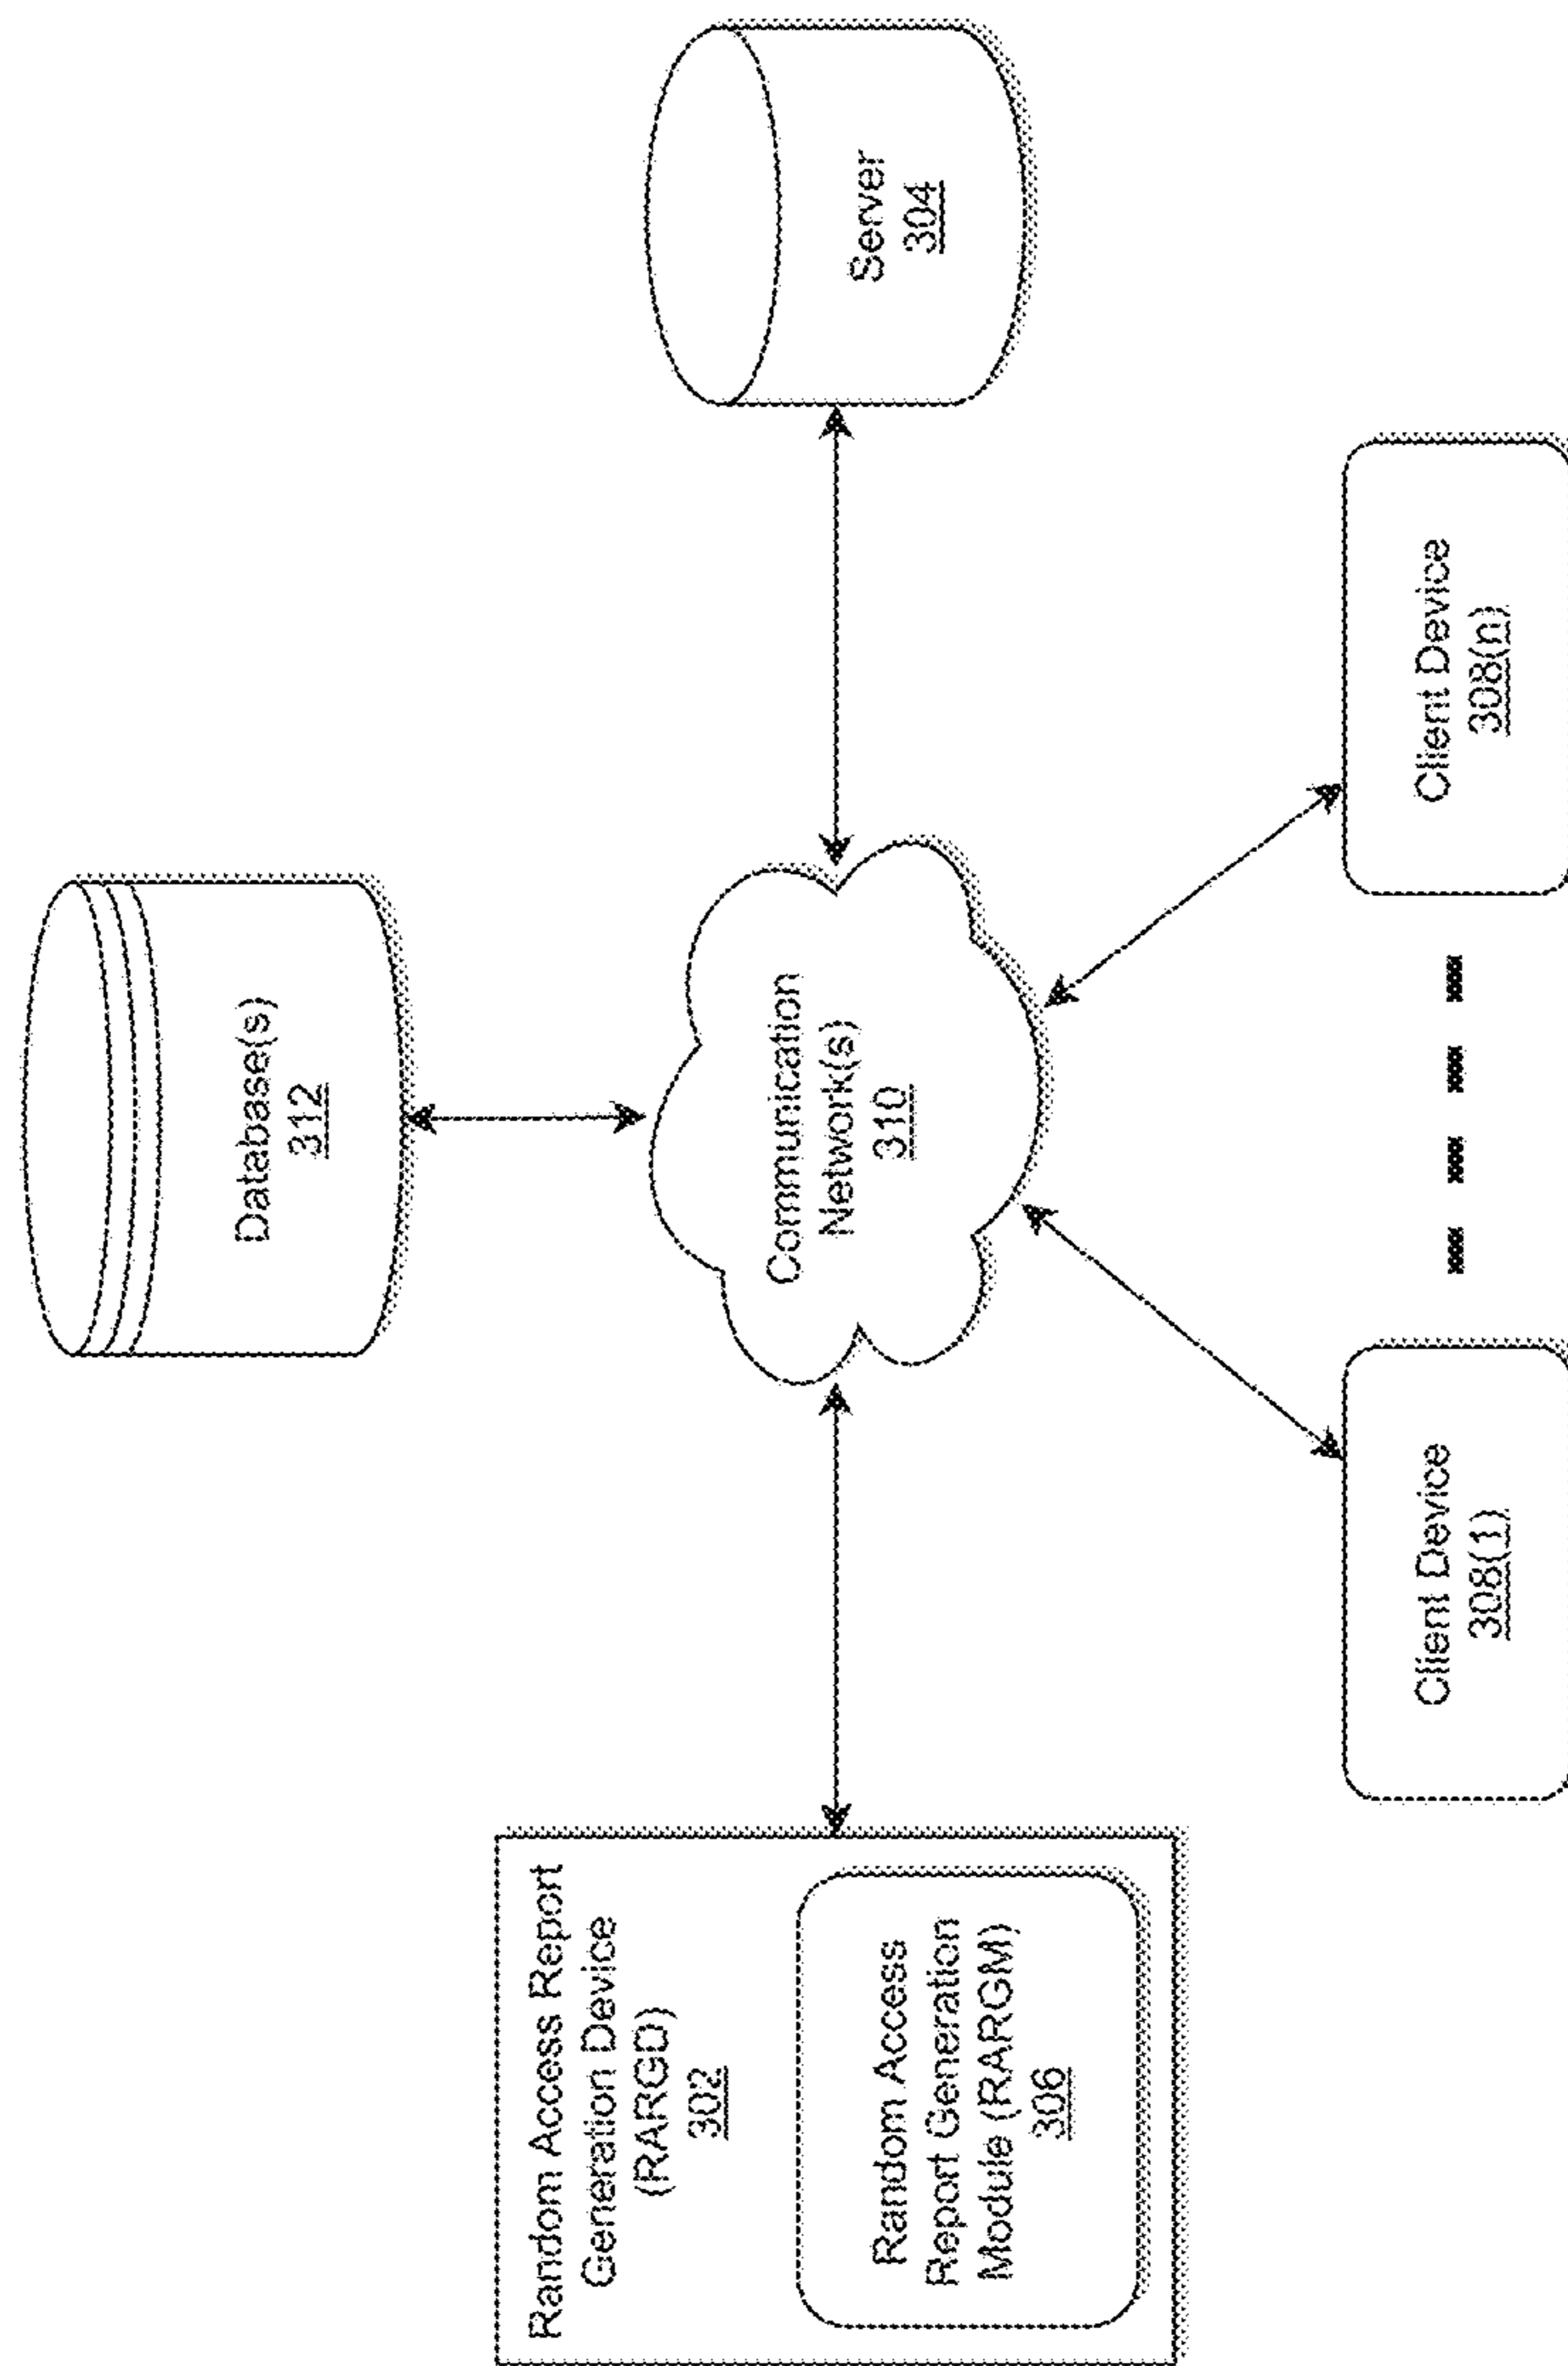 Database(s)
312
Random Access Report
Generation Device
(RARGD)
302
Random Access
Report Generation
Module (RARGM)
306
Communication
Network(s)
310
Server
304
Client Device
308(1)
Client Device
308(n)